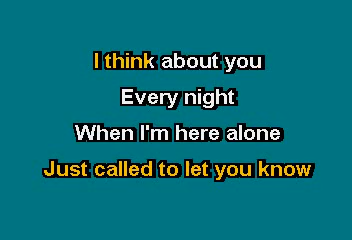 I think about you
Every night
When I'm here alone
Just called to let you know